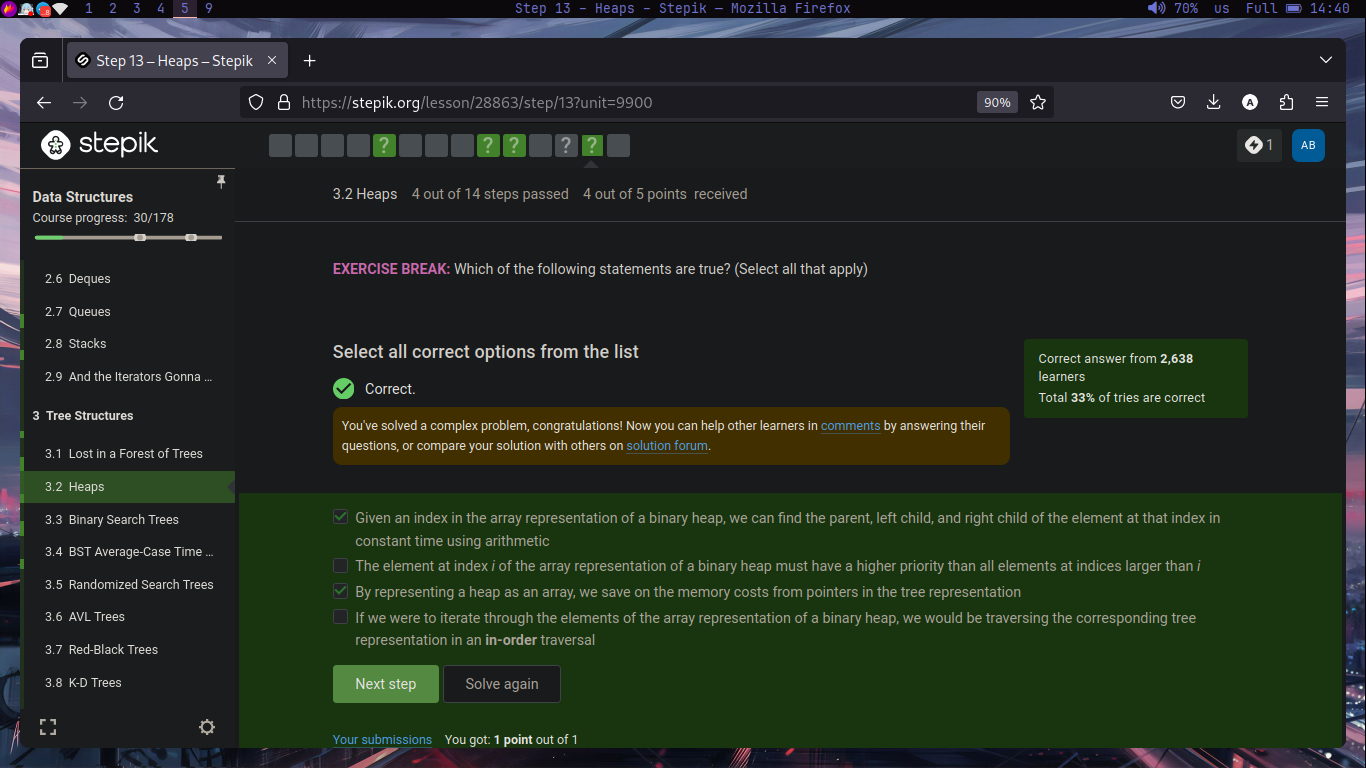 1 2 3 4 5 9 Step 13 – Heaps – Stepik — Mozilla Firefox 70% us Full 14:40
Step 13 – Heaps – Stepik
https://stepik.org/lesson/28863/step/13?unit=9900 90% A
stepik ? ? ? ? ? 1 AB
3.2 Heaps 4 out of 14 steps passed 4 out of 5 points received
Data Structures
Course progress: 30/178
2.6 Deques
2.7 Queues
2.8 Stacks
2.9 And the Iterators Gonna ...
3 Tree Structures
3.1 Lost in a Forest of Trees
3.2 Heaps
3.3 Binary Search Trees
3.4 BST Average-Case Time ...
3.5 Randomized Search Trees
3.6 AVL Trees
3.7 Red-Black Trees
3.8 K-D Trees
EXERCISE BREAK: Which of the following statements are true? (Select all that apply)
Select all correct options from the list
Correct.
You've solved a complex problem, congratulations! Now you can help other learners in comments by answering their
questions, or compare your solution with others on solution forum.
Correct answer from 2,638
learners
Total 33% of tries are correct
Given an index in the array representation of a binary heap, we can find the parent, left child, and right child of the element at that index in
constant time using arithmetic
The element at index i of the array representation of a binary heap must have a higher priority than all elements at indices larger than i
By representing a heap as an array, we save on the memory costs from pointers in the tree representation
If we were to iterate through the elements of the array representation of a binary heap, we would be traversing the corresponding tree
representation in an in-order traversal
Next step Solve again
Your submissions You got: 1 point out of 1